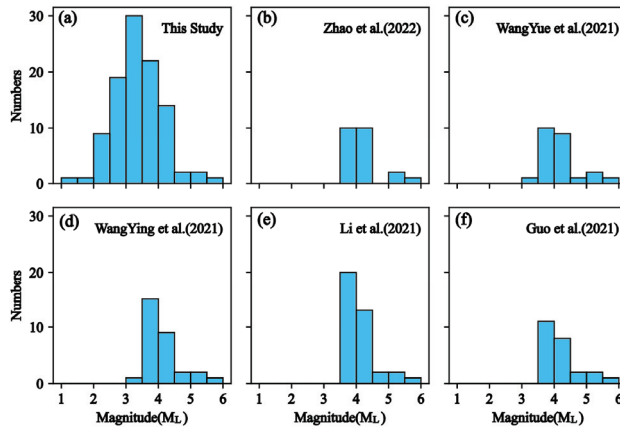 (a) This Study
(b) Zhao et al.(2022)
(c) WangYue et al.(2021)
30
20
10
0
Numbers
(d) WangYing et al.(2021)
(e) Li et al.(2021)
(f) Guo et al.(2021)
30
20
10
0
Numbers
1 2 3 4 5 6
1 2 3 4 5 6
1 2 3 4 5 6
Magnitude(ML)
Magnitude(ML)
Magnitude(ML)